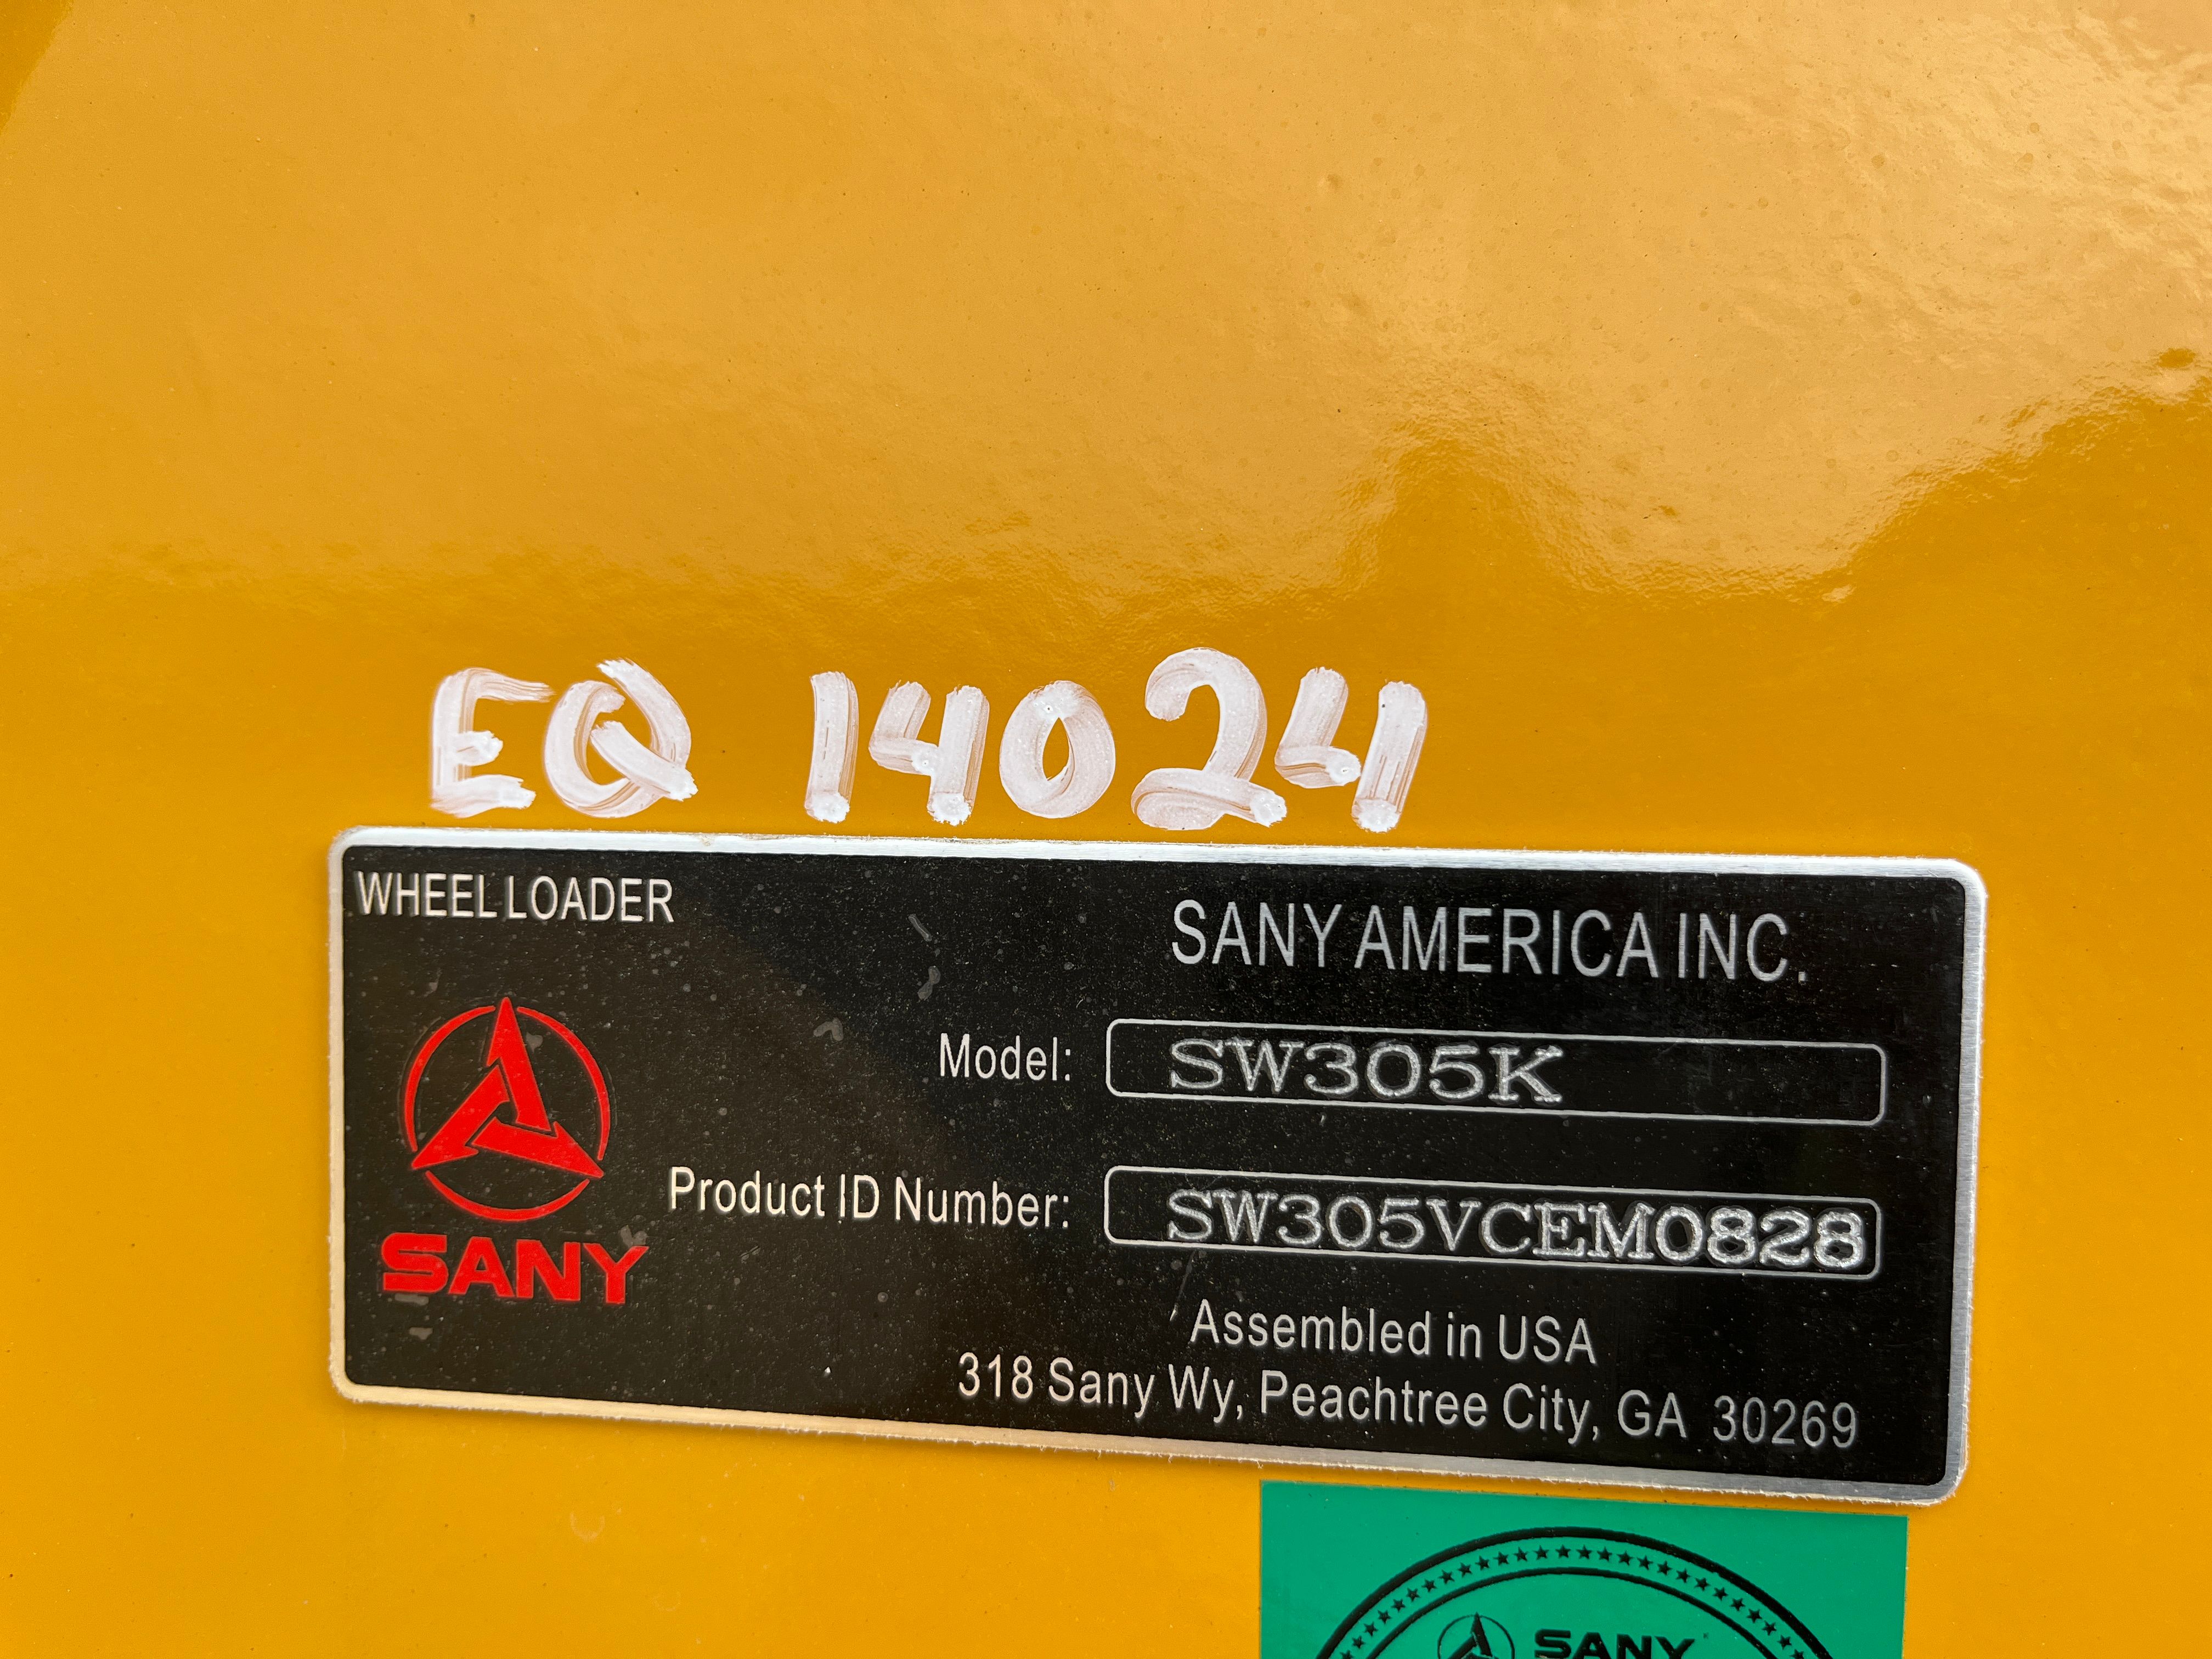 EQ 14024
WHEEL LOADER
SANY AMERICA INC.
Model: SW305K
SANY
Product ID Number: SW305VCEM0828
Assembled in USA
318 Sany Wy, Peachtree City, GA 30269
SANY